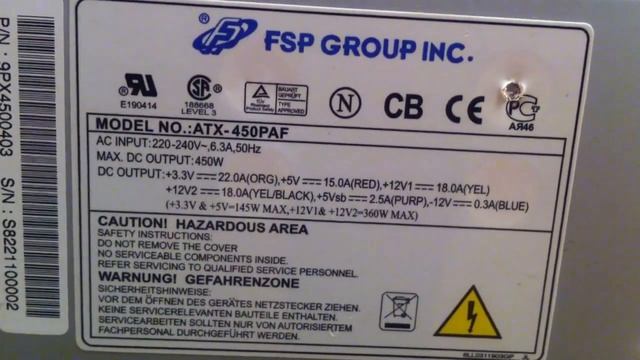 FSP GROUP INC.
E190414
SA
188668
LEVEL 3
BAUART
GEPRÜFT
TYPE
APPROVED
N
CB
CE
PC
АЯ46
MODEL NO.:ATX-450PAF
AC INPUT:220-240V~,6.3A,50Hz
MAX. DC OUTPUT:450W
DC OUTPUT: +3.3V ⎓ 22.0A(ORG),+5V ⎓ 15.0A(RED),+12V1 ⎓ 18.0A(YEL)
+12V2 ⎓ 18.0A(YEL/BLACK),+5Vsb ⎓ 2.5A(PURP),-12V ⎓ 0.3A(BLUE)
(+3.3V & +5V=145W MAX,+12V1& +12V2=360W MAX)
CAUTION! HAZARDOUS AREA
SAFETY INSTRUCTIONS:
DO NOT REMOVE THE COVER
NO SERVICEABLE COMPONENTS INSIDE.
REFER SERVICING TO QUALIFIED SERVICE PERSONNEL.
WARNUNG! GEFAHRENZONE
SICHERHEITSHINWEISE:
VOR DEM ÖFFNEN DES GERÄTES NETZSTECKER ZIEHEN.
KEINE SERVICERELEVANTEN BAUTEILE ENTHALTEN.
SERVICEARBEITEN SOLLTEN NUR VON AUTORISIERTEM
FACHPERSONAL DURCHGEFÜHRT WERDEN.
P/N: 9PX4500403 S/N: S8221100002